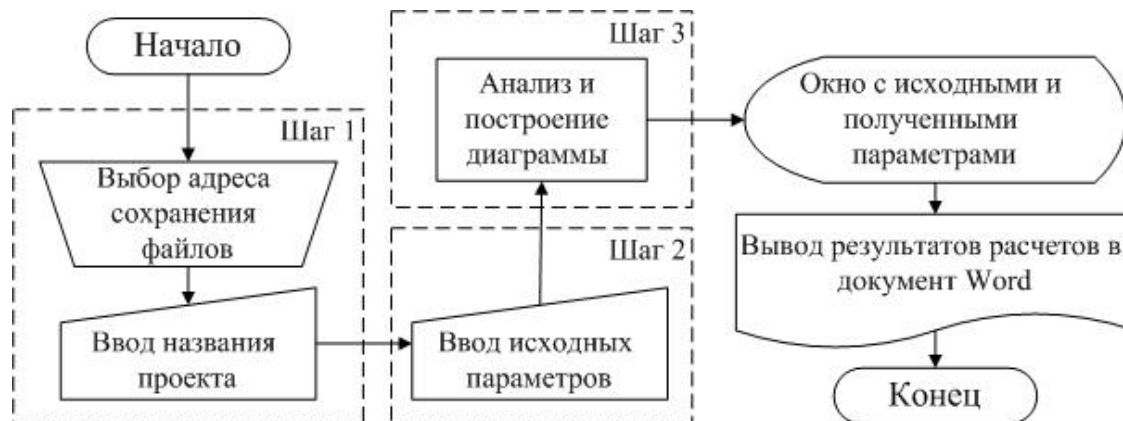 Начало
Шаг 1
Выбор адреса
сохранения
файлов
Ввод названия
проекта
Шаг 2
Ввод исходных
параметров
Шаг 3
Анализ и
построение
диаграммы
Окно с исходными и
полученными
параметрами
Вывод результатов расчетов в
документ Word
Конец